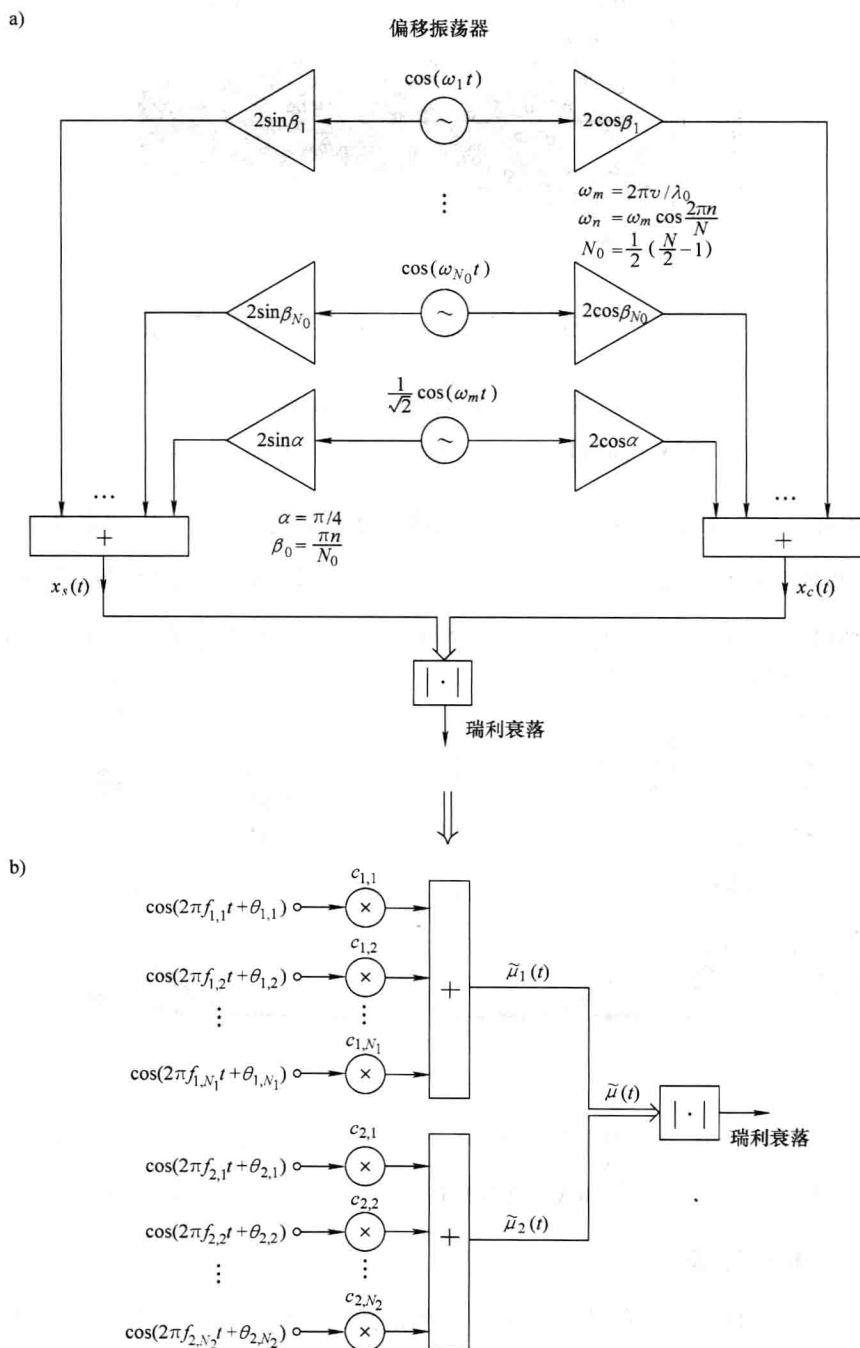 a)
偏移振荡器
cos(ω₁t)
2sinβ₁
~
2cosβ₁
⋮
ω_m = 2πv/λ₀
ω_n = ω_m cos 2πn/N
N₀ = 1/2 (N/2 − 1)
cos(ω_{N₀}t)
2sinβ_{N₀}
~
2cosβ_{N₀}
1/√2 cos(ω_m t)
2sinα
~
2cosα
…
…
α = π/4
β₀ = πn/N₀
+
+
x_s(t)
x_c(t)
|·|
瑞利衰落
b)
c_{1,1}
cos(2πf_{1,1}t+θ_{1,1})
×
c_{1,2}
cos(2πf_{1,2}t+θ_{1,2})
×
+
μ̃₁(t)
⋮
⋮
c_{1,N₁}
cos(2πf_{1,N₁}t+θ_{1,N₁})
×
μ̃(t)
|·|
瑞利衰落
c_{2,1}
cos(2πf_{2,1}t+θ_{2,1})
×
c_{2,2}
cos(2πf_{2,2}t+θ_{2,2})
×
+
μ̃₂(t)
⋮
⋮
c_{2,N₂}
cos(2πf_{2,N₂}t+θ_{2,N₂})
×